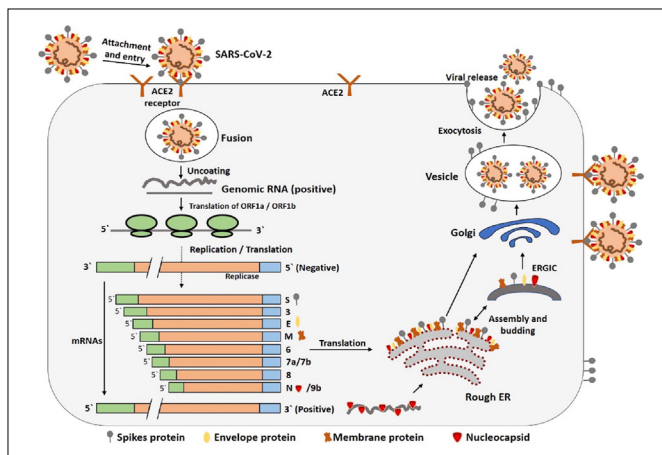 Attachment
and entry
SARS-CoV-2
ACE2
receptor
ACE2
Viral release
Exocytosis
Fusion
Uncoating
Genomic RNA (positive)
Translation of ORF1a / ORF1b
5` 3`
Replication / Translation
3` 5` (Negative)
Replicase
Vesicle
Golgi
ERGIC
Assembly and
budding
mRNAs
5` S
5` 3
5` E
5` M
5` 6
5` 7a/7b
5` 8
5` N /9b
Translation
Rough ER
5` 3` (Positive)
Spikes protein Envelope protein Membrane protein Nucleocapsid